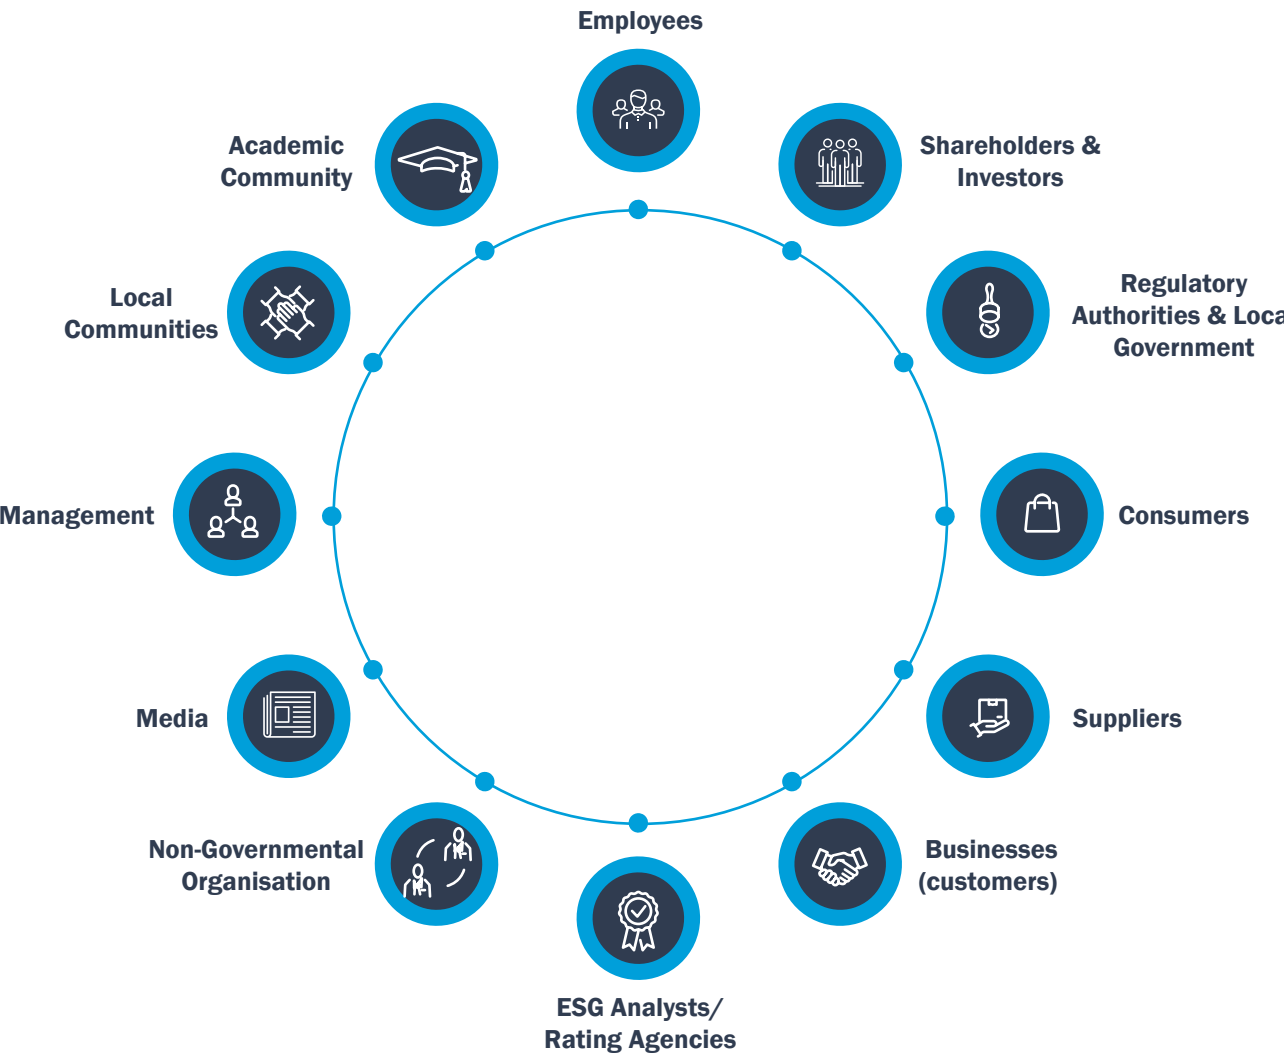 Employees
Shareholders &
Investors
Regulatory
Authorities & Loca
Government
Consumers
Suppliers
Businesses
(customers)
ESG Analysts/
Rating Agencies
Non-Governmental
Organisation
Media
Management
Local
Communities
Academic
Community